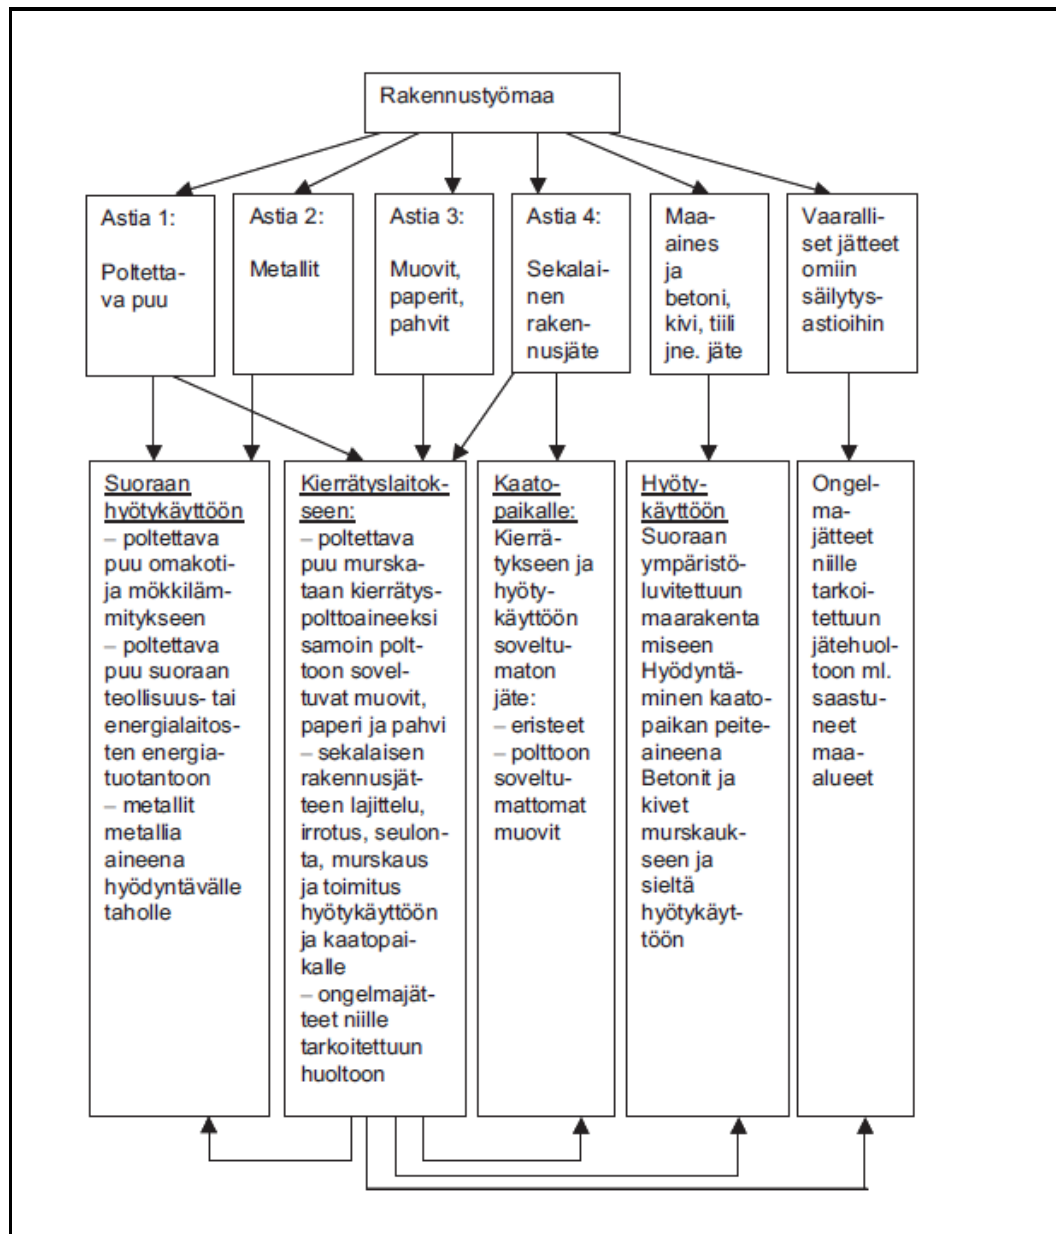 Rakennustyömaa
Astia 1:
Poltetta-
va puu
Astia 2:
Metallit
Astia 3:
Muovit,
paperit,
pahvit
Astia 4:
Sekalai-
nen
raken-
nusjäte
Maa-
aines
ja
betoni,
kivi, tiili
jne. jäte
Vaaralli-
set jätteet
omiin
säilytys-
astioihin
Suoraan
hyötykäyttöön
– poltettava
puu omakoti-
ja mökkiläm-
mitykseen
– poltettava
puu suoraan
teollisuus- tai
energialaitos-
ten energia-
tuotantoon
– metallit
metallia
aineena
hyödyntävälle
taholle
Kierrätyslaitok-
seen:
– poltettava
puu murska-
taan kierrätys-
polttoaineeksi
samoin polt-
toon sovel-
tuvat muovit,
paperi ja pahvi
– sekalaisen
rakennusjät-
teen lajittelu,
irrotus, seulon-
ta, murskaus
ja toimitus
hyötykäyttöön
ja kaatopai-
kalle
– ongelmajät-
teet niille
tarkoitettuun
huoltoon
Kaato-
paikalle:
Kierrä-
tykseen ja
hyöty-
käyttöön
soveltu-
maton
jäte:
– eristeet
– polttoon
soveltu-
mattomat
muovit
Hyöty-
käyttöön
Suoraan
ympäristö-
luvitettuun
maarakenta
miseen
Hyödyntä-
minen kaato-
paikan peite-
aineena
Betonit ja
kivet
murskauk-
seen ja
sieltä
hyötykäyt-
töön
Ongel-
ma-
jätteet
niille
tarkoi-
tettuun
jätehuol-
toon ml.
saastu-
neet
maa-
alueet